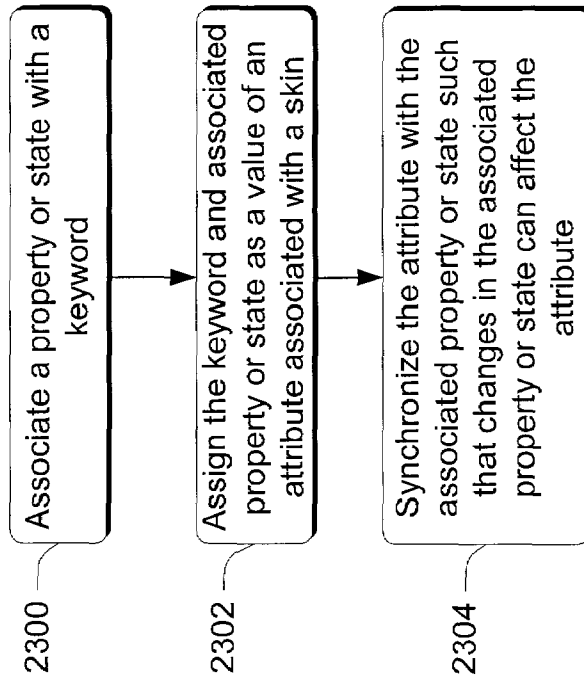 2300
Associate a property or state with a
keyword
2302
Assign the keyword and associated
property or state as a value of an
attribute associated with a skin
2304
Synchronize the attribute with the
associated property or state such
that changes in the associated
property or state can affect the
attribute